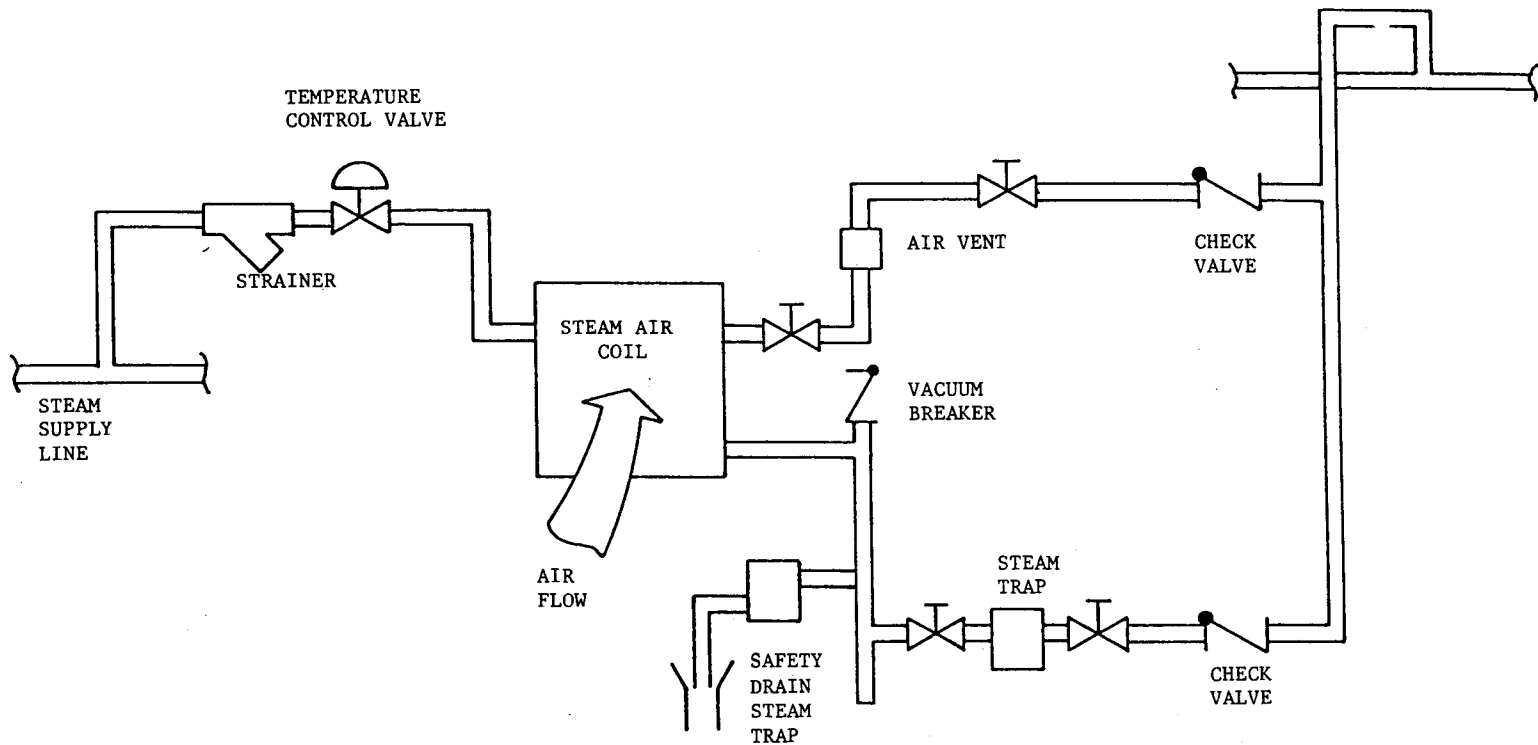 TEMPERATURE
CONTROL VALVE
STRAINER
STEAM
SUPPLY
LINE
STEAM AIR
COIL
AIR
FLOW
AIR VENT
CHECK
VALVE
VACUUM
BREAKER
STEAM
TRAP
SAFETY
DRAIN
STEAM
TRAP
CHECK
VALVE